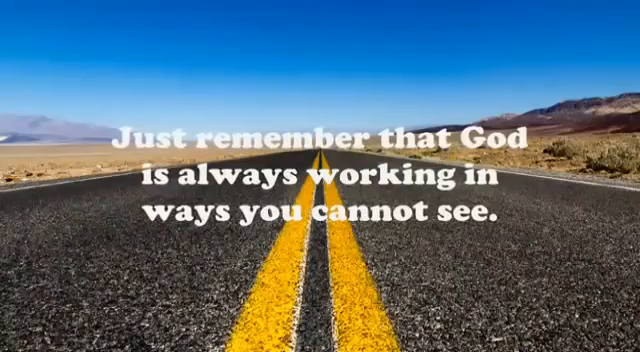 Just remember that God
is always working in
ways you cannot see.